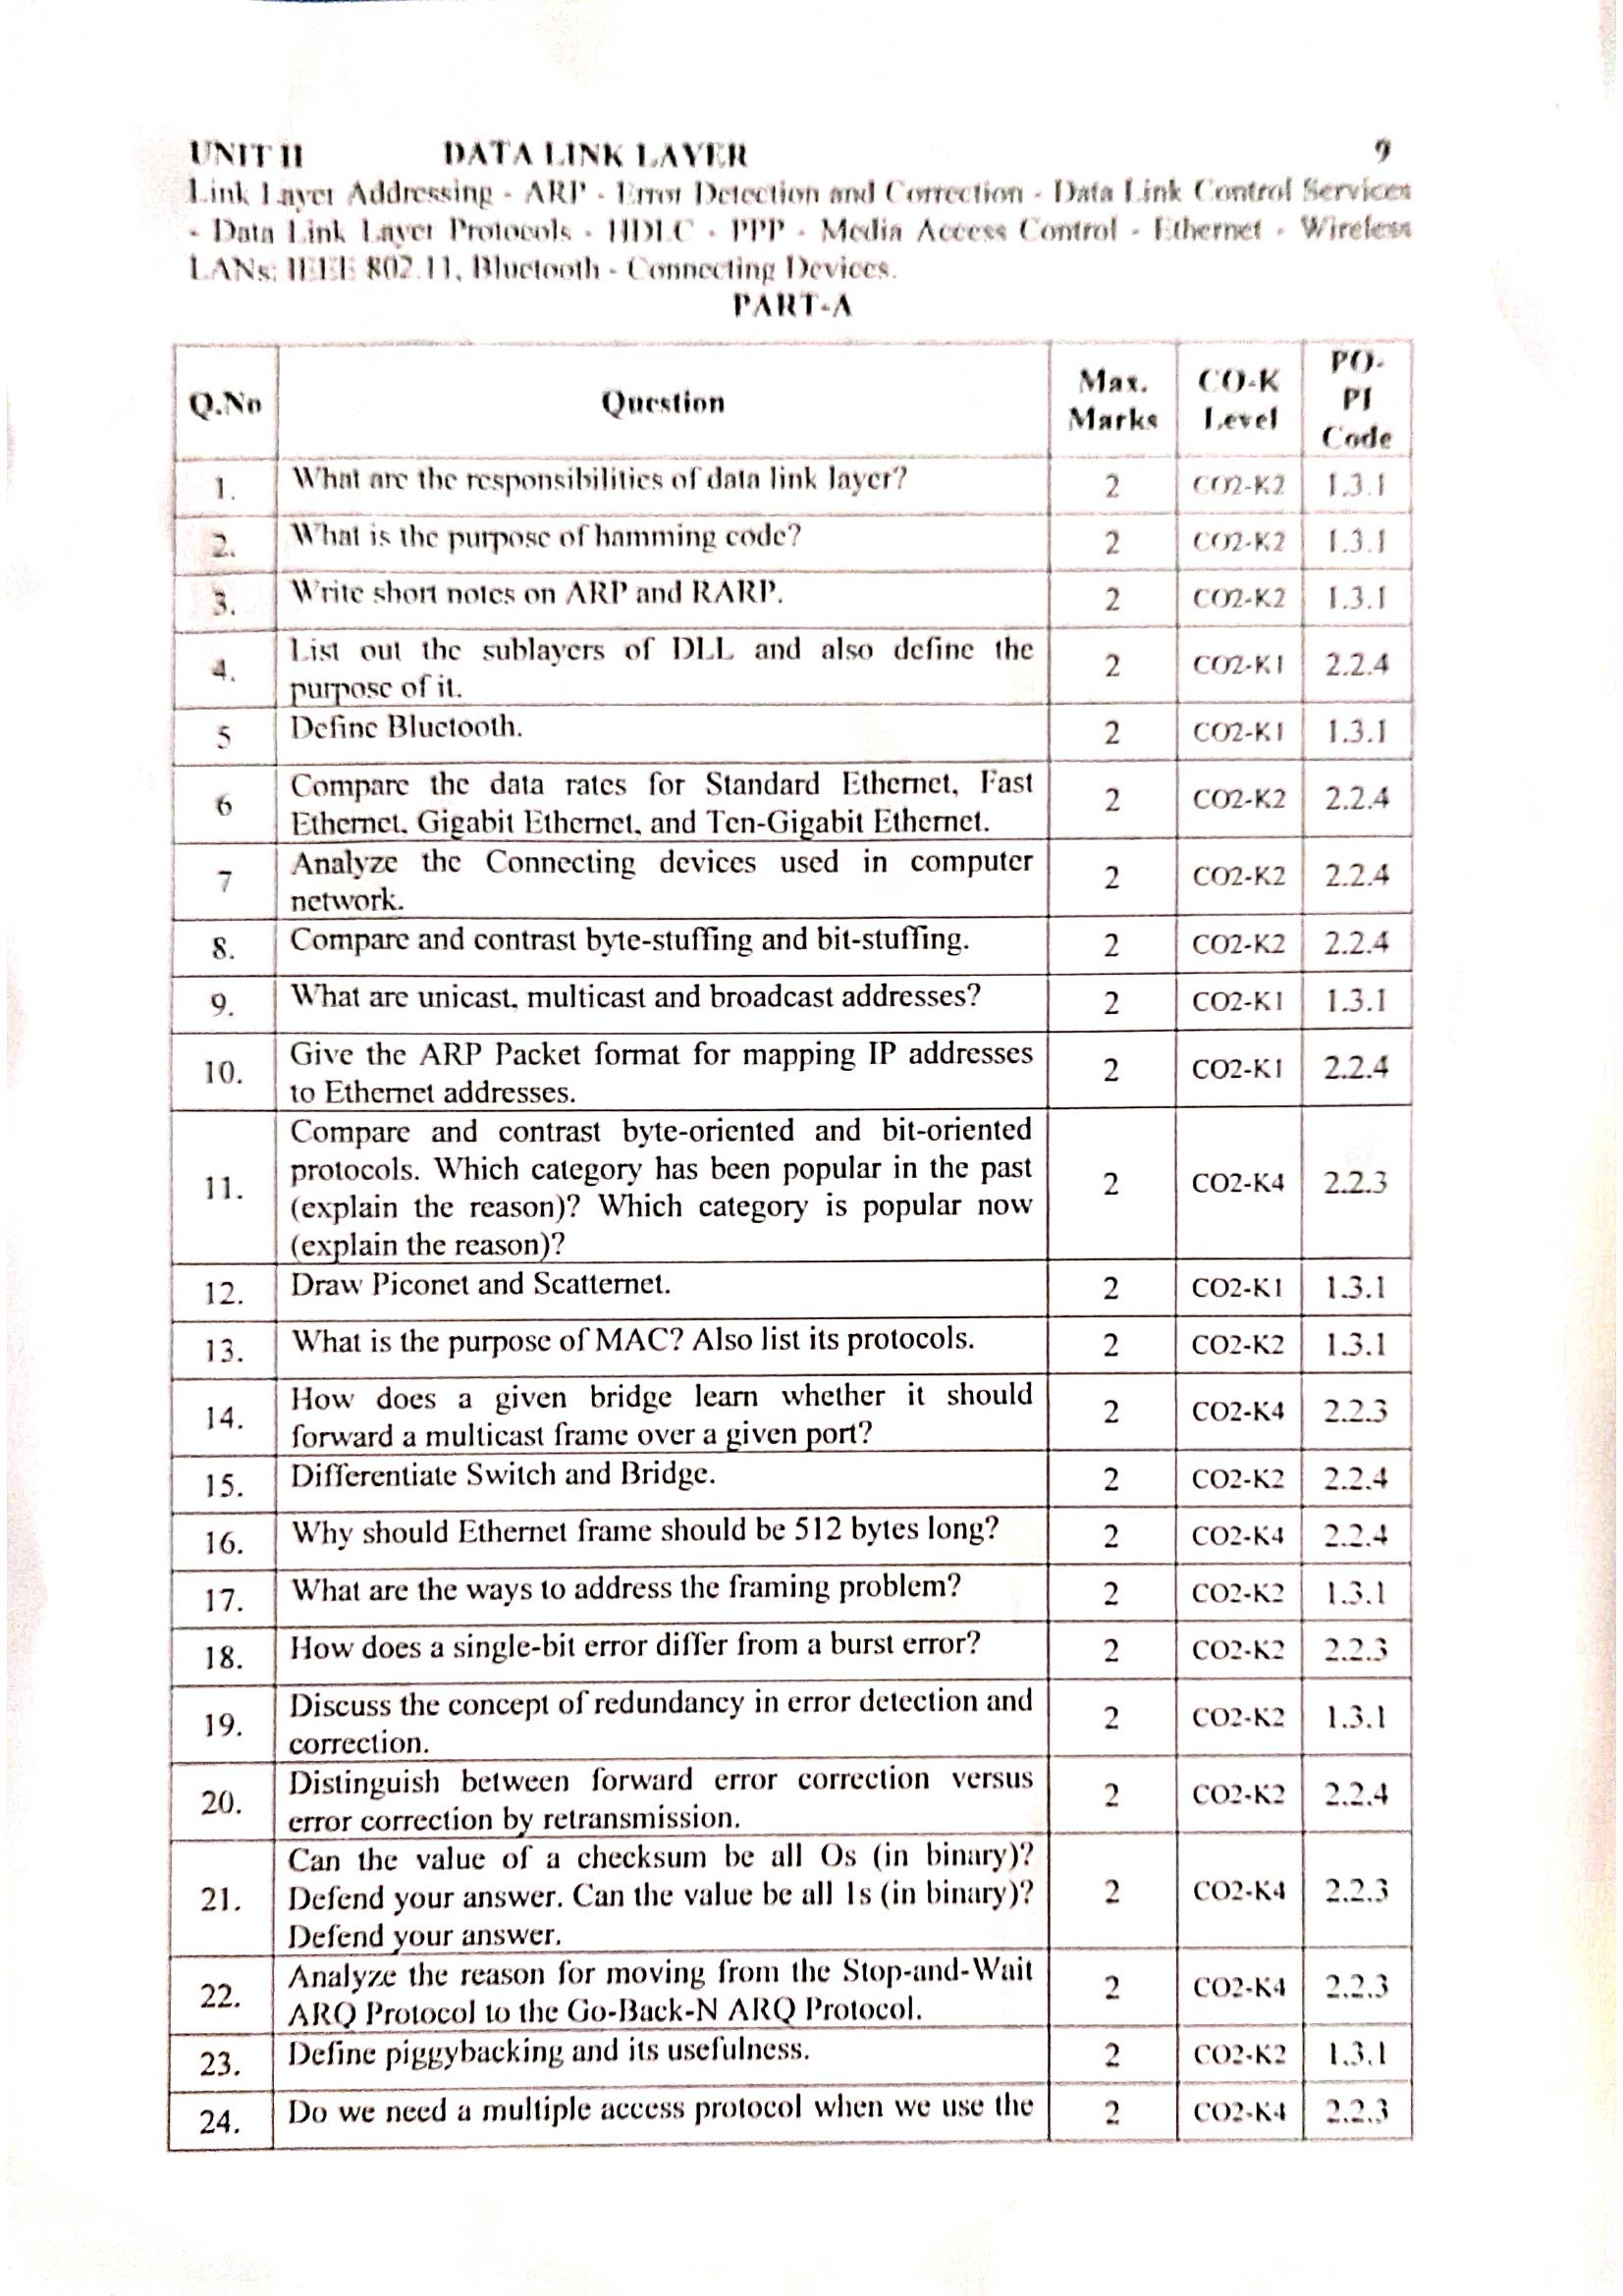 UNIT II DATA LINK LAYER 9
Link Layer Addressing - ARP - Error Detection and Correction - Data Link Control Services
- Data Link Layer Protocols - HDLC - PPP - Media Access Control - Ethernet - Wireless
LANs: IEEE 802.11, Bluetooth - Connecting Devices.
PART-A
Q.No Question Max. Marks CO-K Level PO-PI Code
1. What are the responsibilities of data link layer? 2 CO2-K2 1.3.1
2. What is the purpose of hamming code? 2 CO2-K2 1.3.1
3. Write short notes on ARP and RARP. 2 CO2-K2 1.3.1
4. List out the sublayers of DLL and also define the
purpose of it. 2 CO2-K1 2.2.4
5 Define Bluetooth. 2 CO2-K1 1.3.1
6 Compare the data rates for Standard Ethernet, Fast
Ethernet, Gigabit Ethernet, and Ten-Gigabit Ethernet. 2 CO2-K2 2.2.4
7 Analyze the Connecting devices used in computer
network. 2 CO2-K2 2.2.4
8. Compare and contrast byte-stuffing and bit-stuffing. 2 CO2-K2 2.2.4
9. What are unicast, multicast and broadcast addresses? 2 CO2-K1 1.3.1
10. Give the ARP Packet format for mapping IP addresses
to Ethernet addresses. 2 CO2-K1 2.2.4
11. Compare and contrast byte-oriented and bit-oriented
protocols. Which category has been popular in the past
(explain the reason)? Which category is popular now
(explain the reason)? 2 CO2-K4 2.2.3
12. Draw Piconet and Scatternet. 2 CO2-K1 1.3.1
13. What is the purpose of MAC? Also list its protocols. 2 CO2-K2 1.3.1
14. How does a given bridge learn whether it should
forward a multicast frame over a given port? 2 CO2-K4 2.2.3
15. Differentiate Switch and Bridge. 2 CO2-K2 2.2.4
16. Why should Ethernet frame should be 512 bytes long? 2 CO2-K4 2.2.4
17. What are the ways to address the framing problem? 2 CO2-K2 1.3.1
18. How does a single-bit error differ from a burst error? 2 CO2-K2 2.2.3
19. Discuss the concept of redundancy in error detection and
correction. 2 CO2-K2 1.3.1
20. Distinguish between forward error correction versus
error correction by retransmission. 2 CO2-K2 2.2.4
21. Can the value of a checksum be all Os (in binary)?
Defend your answer. Can the value be all 1s (in binary)?
Defend your answer. 2 CO2-K4 2.2.3
22. Analyze the reason for moving from the Stop-and-Wait
ARQ Protocol to the Go-Back-N ARQ Protocol. 2 CO2-K4 2.2.3
23. Define piggybacking and its usefulness. 2 CO2-K2 1.3.1
24. Do we need a multiple access protocol when we use the 2 CO2-K4 2.2.3